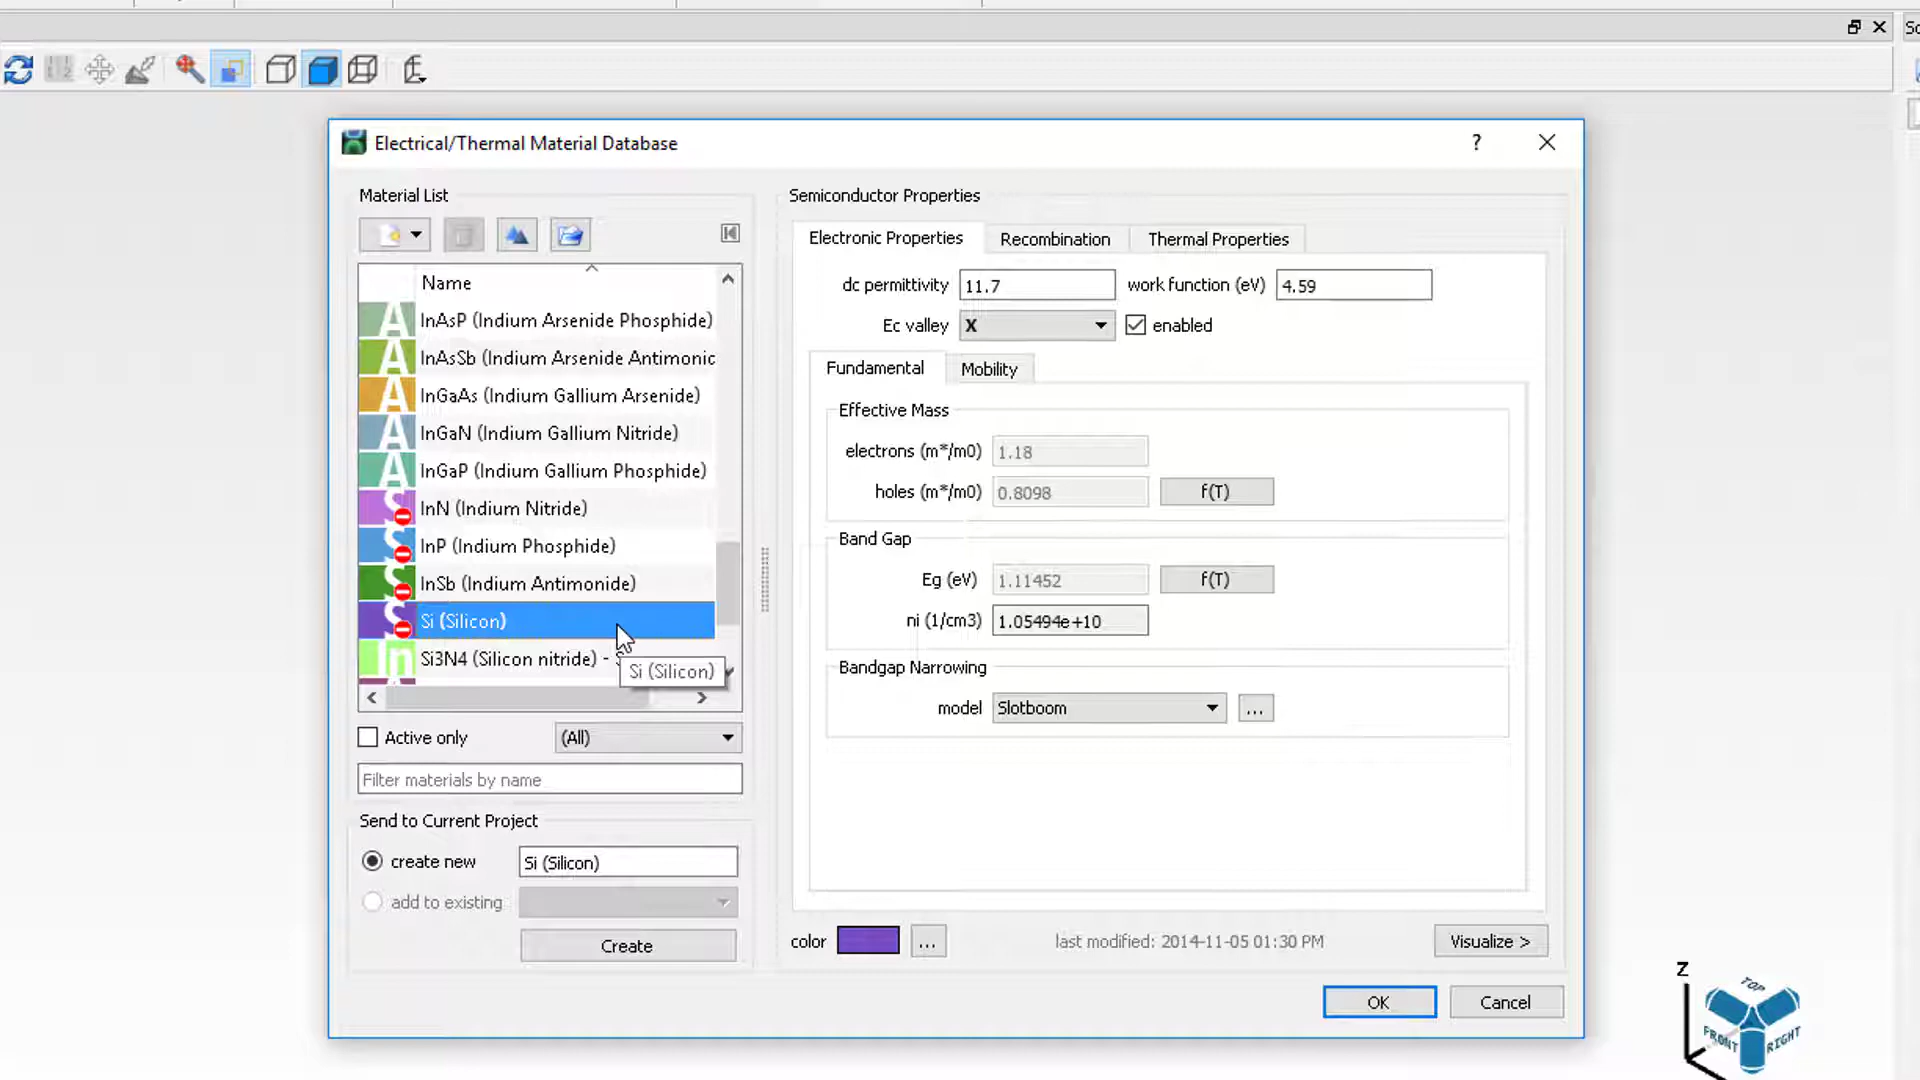 So
Electrical/Thermal Material Database
?
Material List
Name
InAsP (Indium Arsenide Phosphide)
InAsSb (Indium Arsenide Antimonic
InGaAs (Indium Gallium Arsenide)
InGaN (Indium Gallium Nitride)
InGaP (Indium Gallium Phosphide)
InN (Indium Nitride)
InP (Indium Phosphide)
InSb (Indium Antimonide)
Si (Silicon)
Si3N4 (Silicon nitride) -
Si (Silicon)
Active only
(All)
Filter materials by name
Send to Current Project
create new
Si (Silicon)
add to existing
Create
Semiconductor Properties
Electronic Properties
Recombination
Thermal Properties
dc permittivity
11.7
work function (eV)
4.59
Ec valley
X
enabled
Fundamental
Mobility
Effective Mass
electrons (m*/m0)
1.18
holes (m*/m0)
0.8098
f(T)
Band Gap
Eg (eV)
1.11452
f(T)
ni (1/cm3)
1.05494e+10
Bandgap Narrowing
model
Slotboom
...
color
...
last modified: 2014-11-05 01:30 PM
Visualize >
OK
Cancel
Z
TOP
FRONT
RIGHT